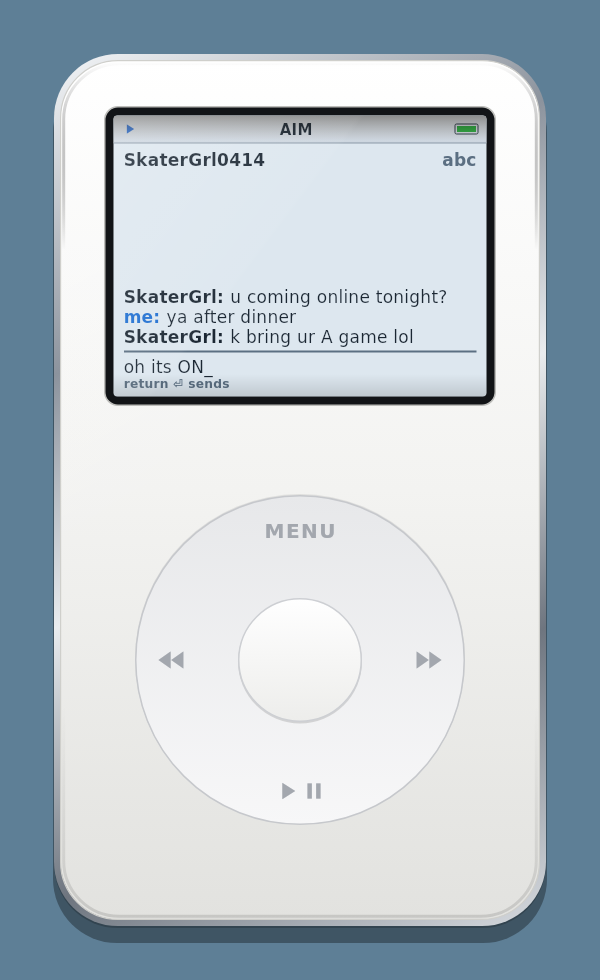 AIM
SkaterGrl0414 abc
SkaterGrl: u coming online tonight?
me: ya after dinner
SkaterGrl: k bring ur A game lol
oh its ON_
return ⏎ sends
MENU